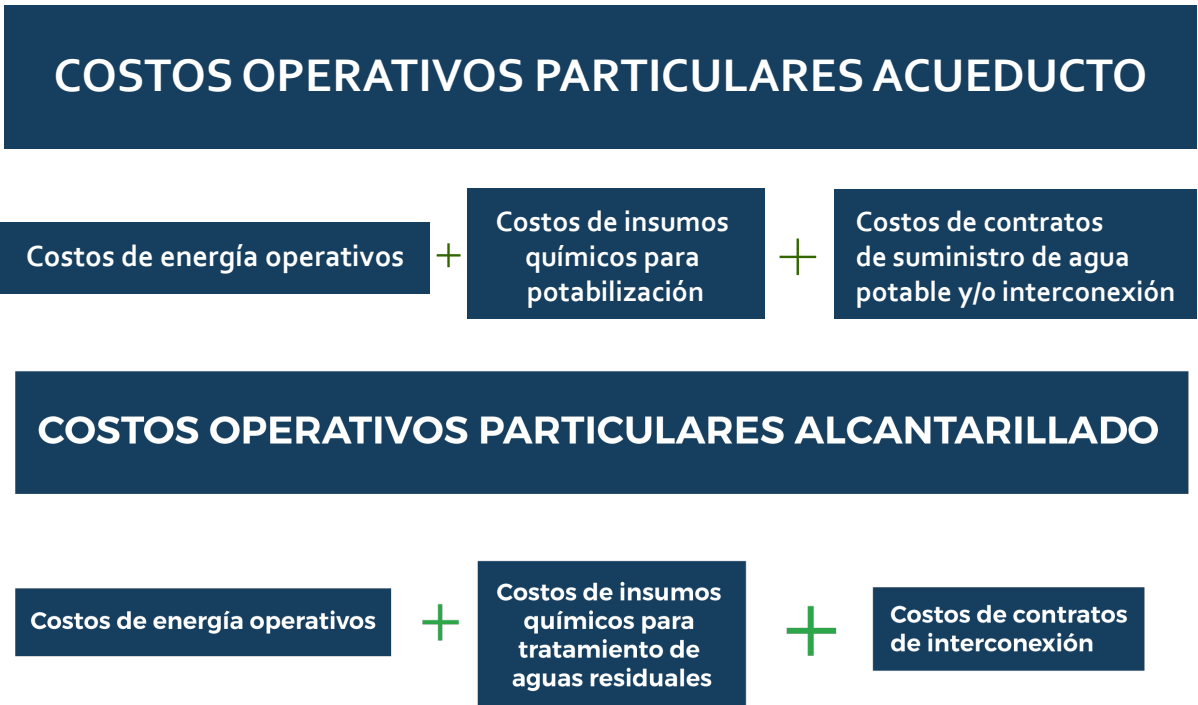 COSTOS OPERATIVOS PARTICULARES ACUEDUCTO
Costos de energía operativos
+
Costos de insumos
químicos para
potabilización
+
Costos de contratos
de suministro de agua
potable y/o interconexión
COSTOS OPERATIVOS PARTICULARES ALCANTARILLADO
Costos de energía operativos
+
Costos de insumos
químicos para
tratamiento de
aguas residuales
+
Costos de contratos
de interconexión